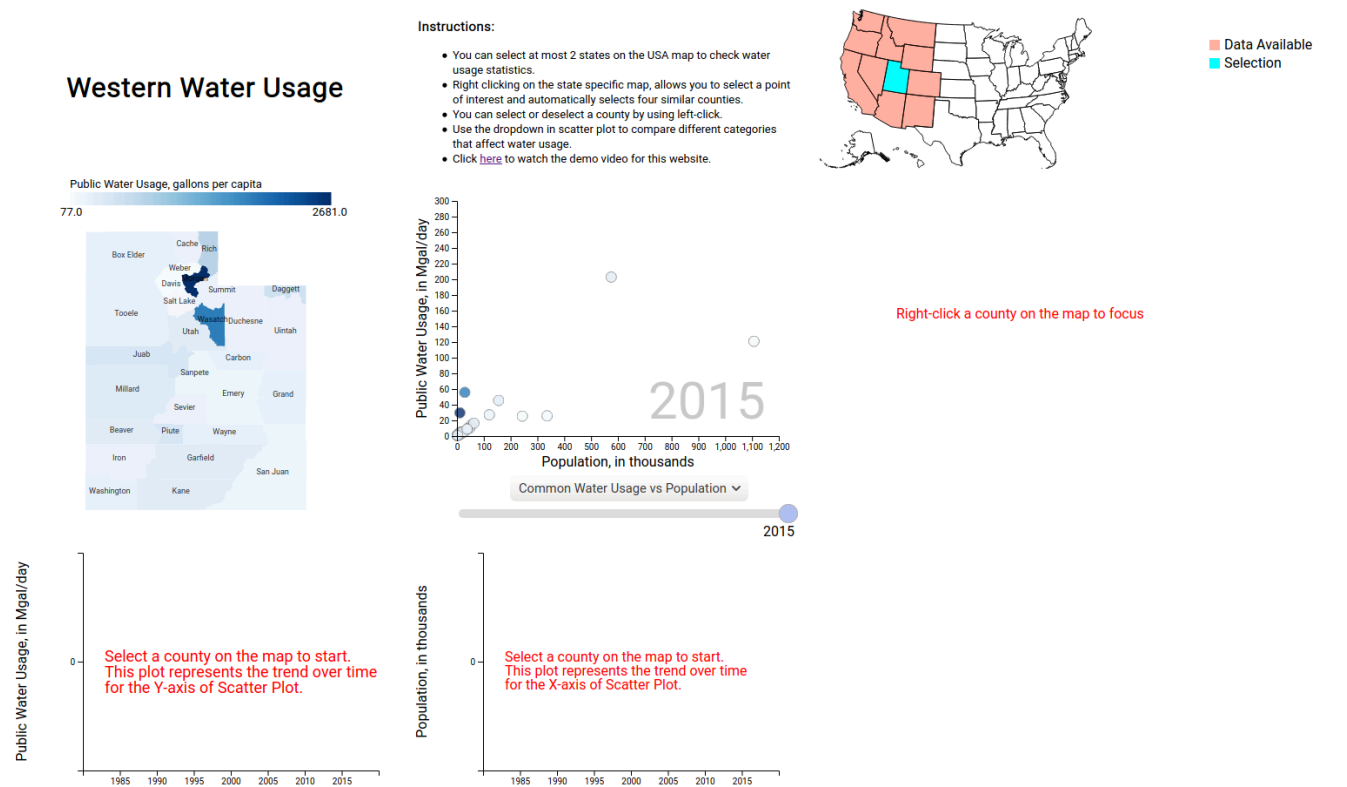 Western Water Usage
Instructions:
You can select at most 2 states on the USA map to check water
usage statistics.
Right clicking on the state specific map, allows you to select a point
of interest and automatically selects four similar counties.
You can select or deselect a county by using left-click.
Use the dropdown in scatter plot to compare different categories
that affect water usage.
Click here to watch the demo video for this website.
Data Available
Selection
Public Water Usage, gallons per capita
77.0
2681.0
Cache
Rich
Box Elder
Weber
Davis
Summit
Daggett
Salt Lake
Tooele
Wasatch
Duchesne
Utah
Uintah
Juab
Carbon
Sanpete
Millard
Emery
Grand
Sevier
Beaver
Piute
Wayne
Iron
Garfield
San Juan
Washington
Kane
Public Water Usage, in Mgal/day
300
280
260
240
220
200
180
160
140
120
100
80
60
40
20
0
2015
0 100 200 300 400 500 600 700 800 900 1,000 1,100 1,200
Population, in thousands
Common Water Usage vs Population
2015
Right-click a county on the map to focus
Public Water Usage, in Mgal/day
0
Select a county on the map to start.
This plot represents the trend over time
for the Y-axis of Scatter Plot.
1985 1990 1995 2000 2005 2010 2015
Population, in thousands
0
Select a county on the map to start.
This plot represents the trend over time
for the X-axis of Scatter Plot.
1985 1990 1995 2000 2005 2010 2015